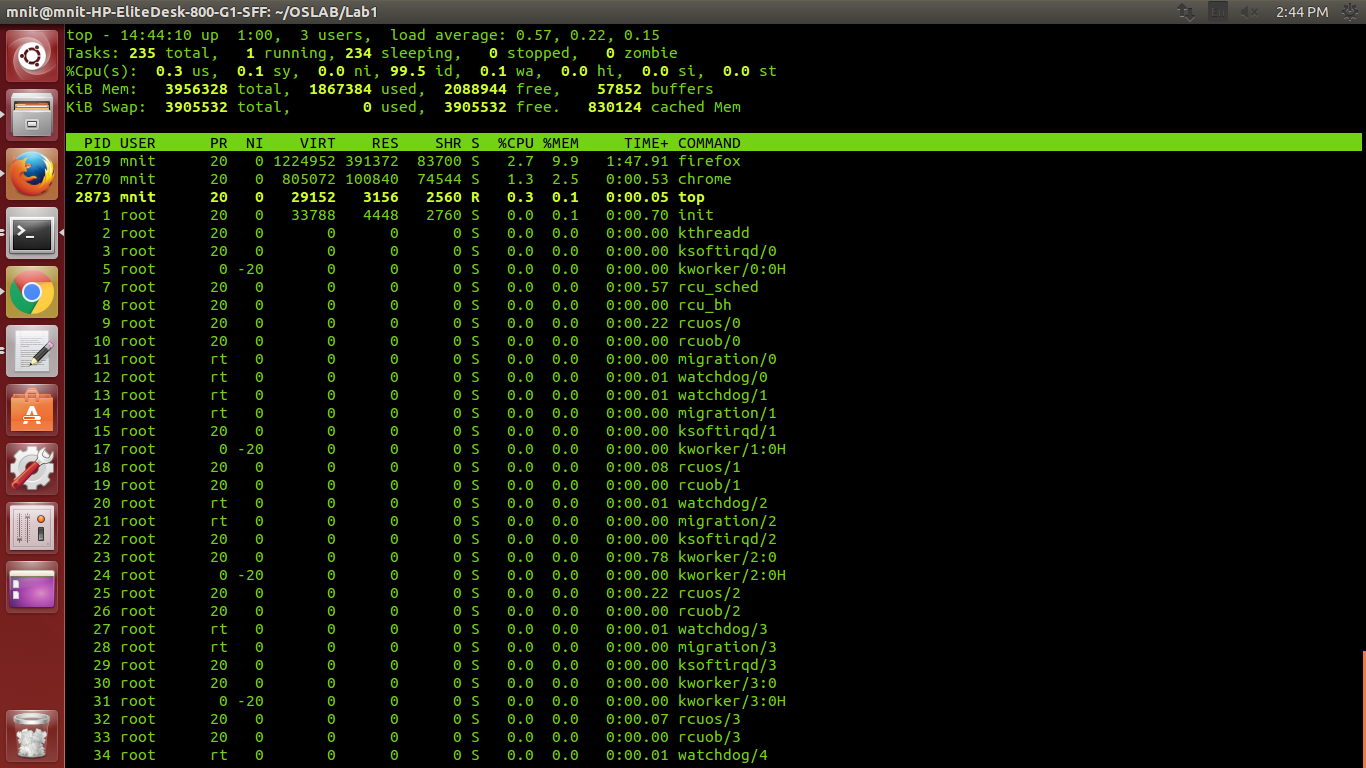 mnit@mnit-HP-EliteDesk-800-G1-SFF: ~/OSLAB/Lab1 En 2:44 PM
top - 14:44:10 up  1:00,  3 users,  load average: 0.57, 0.22, 0.15
Tasks: 235 total,   1 running, 234 sleeping,   0 stopped,   0 zombie
%Cpu(s):  0.3 us,  0.1 sy,  0.0 ni, 99.5 id,  0.1 wa,  0.0 hi,  0.0 si,  0.0 st
KiB Mem:   3956328 total,  1867384 used,  2088944 free,    57852 buffers
KiB Swap:  3905532 total,        0 used,  3905532 free.   830124 cached Mem
PID USER      PR  NI    VIRT    RES    SHR S  %CPU %MEM     TIME+ COMMAND
2019 mnit      20   0 1224952 391372  83700 S   2.7  9.9   1:47.91 firefox
2770 mnit      20   0  805072 100840  74544 S   1.3  2.5   0:00.53 chrome
2873 mnit      20   0   29152   3156   2560 R   0.3  0.1   0:00.05 top
1 root      20   0   33788   4448   2760 S   0.0  0.1   0:00.70 init
2 root      20   0       0      0      0 S   0.0  0.0   0:00.00 kthreadd
3 root      20   0       0      0      0 S   0.0  0.0   0:00.00 ksoftirqd/0
5 root       0 -20       0      0      0 S   0.0  0.0   0:00.00 kworker/0:0H
7 root      20   0       0      0      0 S   0.0  0.0   0:00.57 rcu_sched
8 root      20   0       0      0      0 S   0.0  0.0   0:00.00 rcu_bh
9 root      20   0       0      0      0 S   0.0  0.0   0:00.22 rcuos/0
10 root      20   0       0      0      0 S   0.0  0.0   0:00.00 rcuob/0
11 root      rt   0       0      0      0 S   0.0  0.0   0:00.00 migration/0
12 root      rt   0       0      0      0 S   0.0  0.0   0:00.01 watchdog/0
13 root      rt   0       0      0      0 S   0.0  0.0   0:00.01 watchdog/1
14 root      rt   0       0      0      0 S   0.0  0.0   0:00.00 migration/1
15 root      20   0       0      0      0 S   0.0  0.0   0:00.00 ksoftirqd/1
17 root       0 -20       0      0      0 S   0.0  0.0   0:00.00 kworker/1:0H
18 root      20   0       0      0      0 S   0.0  0.0   0:00.08 rcuos/1
19 root      20   0       0      0      0 S   0.0  0.0   0:00.00 rcuob/1
20 root      rt   0       0      0      0 S   0.0  0.0   0:00.01 watchdog/2
21 root      rt   0       0      0      0 S   0.0  0.0   0:00.00 migration/2
22 root      20   0       0      0      0 S   0.0  0.0   0:00.00 ksoftirqd/2
23 root      20   0       0      0      0 S   0.0  0.0   0:00.78 kworker/2:0
24 root       0 -20       0      0      0 S   0.0  0.0   0:00.00 kworker/2:0H
25 root      20   0       0      0      0 S   0.0  0.0   0:00.22 rcuos/2
26 root      20   0       0      0      0 S   0.0  0.0   0:00.00 rcuob/2
27 root      rt   0       0      0      0 S   0.0  0.0   0:00.01 watchdog/3
28 root      rt   0       0      0      0 S   0.0  0.0   0:00.00 migration/3
29 root      20   0       0      0      0 S   0.0  0.0   0:00.00 ksoftirqd/3
30 root      20   0       0      0      0 S   0.0  0.0   0:00.00 kworker/3:0
31 root       0 -20       0      0      0 S   0.0  0.0   0:00.00 kworker/3:0H
32 root      20   0       0      0      0 S   0.0  0.0   0:00.07 rcuos/3
33 root      20   0       0      0      0 S   0.0  0.0   0:00.00 rcuob/3
34 root      rt   0       0      0      0 S   0.0  0.0   0:00.01 watchdog/4